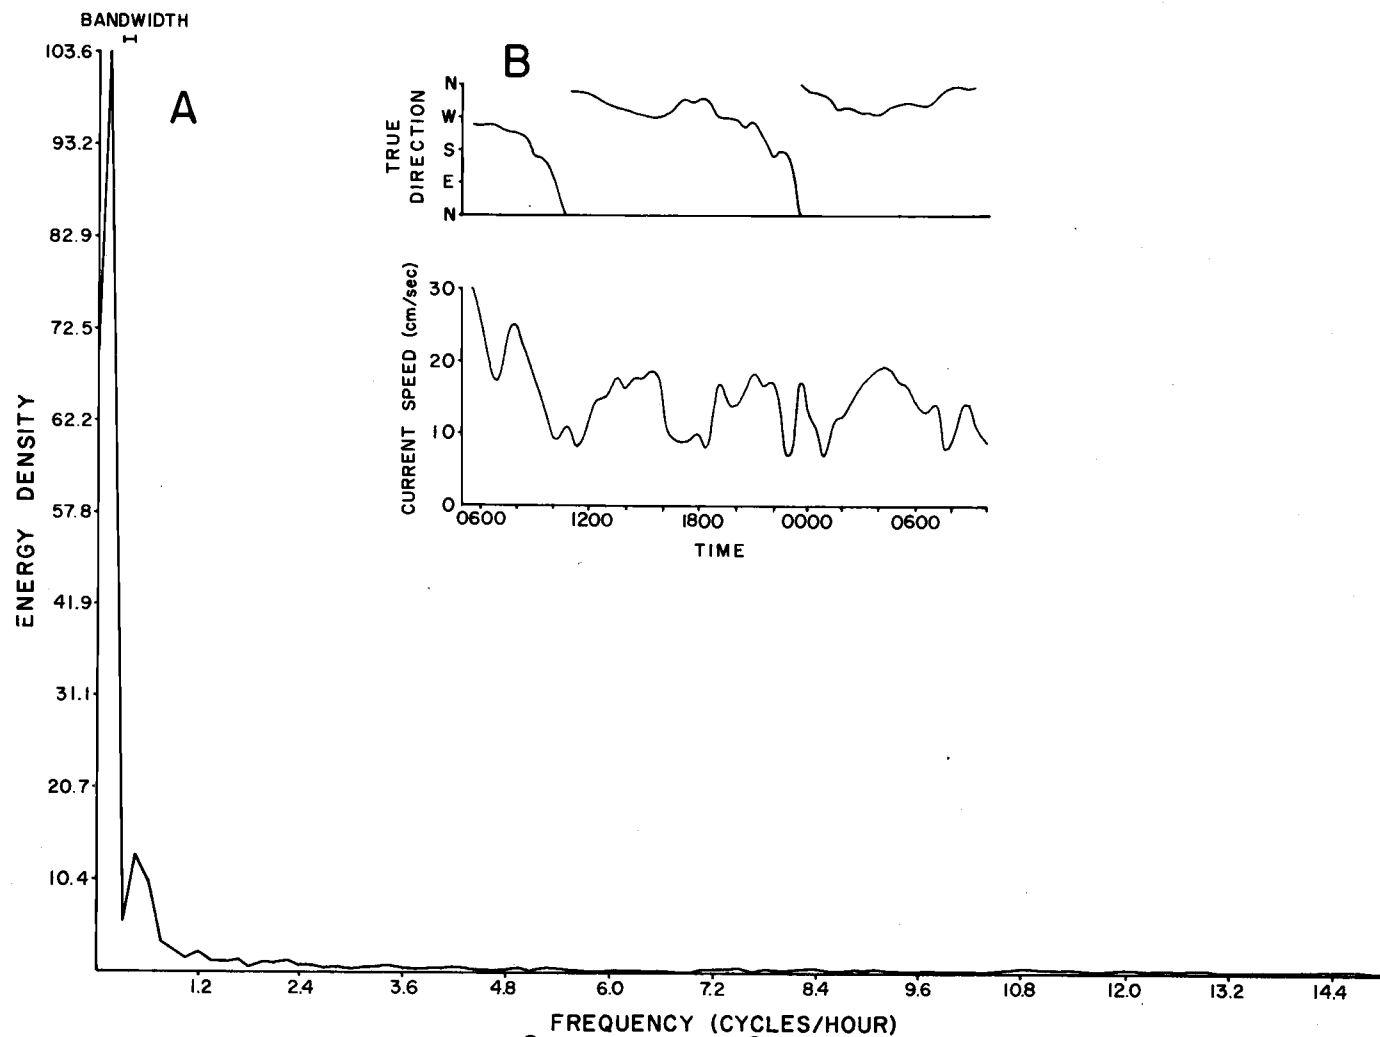 BANDWIDTH
A
103.6
93.2
82.9
72.5
62.2
57.8
41.9
31.1
20.7
10.4
ENERGY DENSITY
1.2 2.4 3.6 4.8 6.0 7.2 8.4 9.6 10.8 12.0 13.2 14.4
FREQUENCY (CYCLES/HOUR)
B
TRUE
DIRECTION
N
W
S
E
N
CURRENT SPEED (cm/sec)
30
20
10
0
0600 1200 1800 0000 0600
TIME